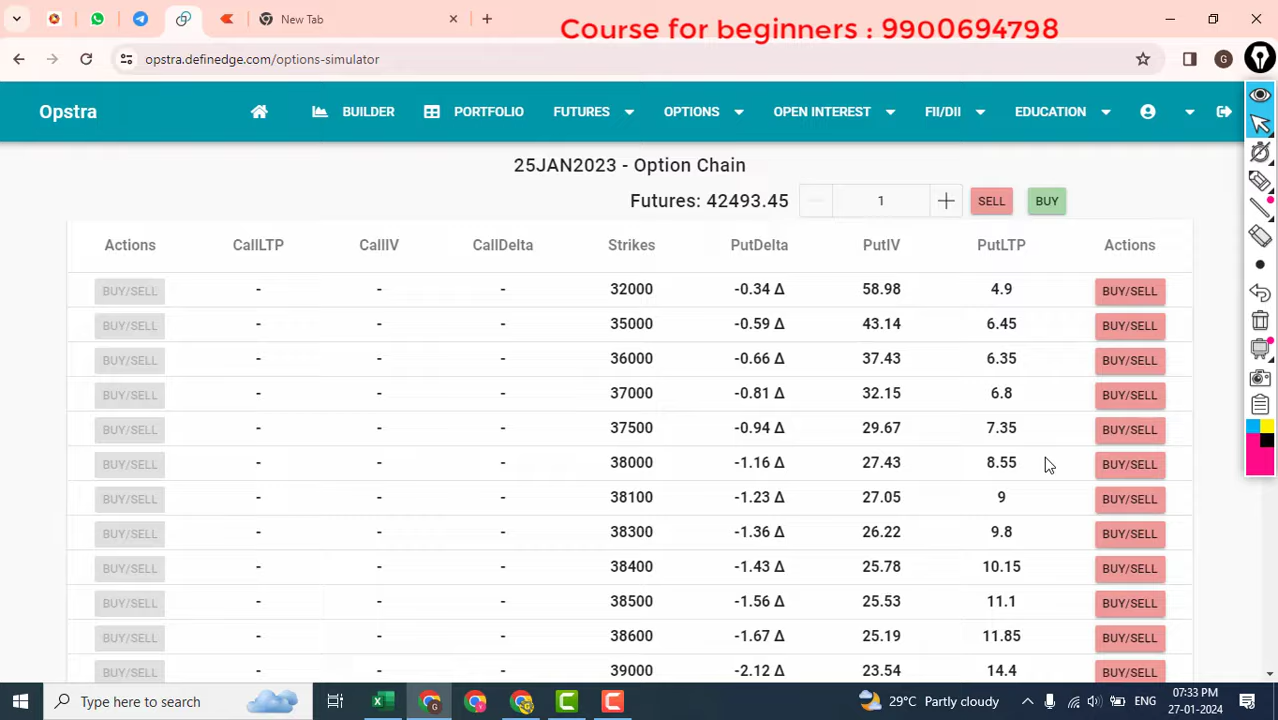 New Tab
Course for beginners : 9900694798
opstra.definedge.com/options-simulator
G
Opstra
BUILDER
PORTFOLIO
FUTURES
OPTIONS
OPEN INTEREST
FII/DII
EDUCATION
25JAN2023 - Option Chain
Futures: 42493.45
1
SELL
BUY
Actions CallLTP CallIV CallDelta Strikes PutDelta PutIV PutLTP Actions
BUY/SELL - - - 32000 -0.34 Δ 58.98 4.9 BUY/SELL
BUY/SELL - - - 35000 -0.59 Δ 43.14 6.45 BUY/SELL
BUY/SELL - - - 36000 -0.66 Δ 37.43 6.35 BUY/SELL
BUY/SELL - - - 37000 -0.81 Δ 32.15 6.8 BUY/SELL
BUY/SELL - - - 37500 -0.94 Δ 29.67 7.35 BUY/SELL
BUY/SELL - - - 38000 -1.16 Δ 27.43 8.55 BUY/SELL
BUY/SELL - - - 38100 -1.23 Δ 27.05 9 BUY/SELL
BUY/SELL - - - 38300 -1.36 Δ 26.22 9.8 BUY/SELL
BUY/SELL - - - 38400 -1.43 Δ 25.78 10.15 BUY/SELL
BUY/SELL - - - 38500 -1.56 Δ 25.53 11.1 BUY/SELL
BUY/SELL - - - 38600 -1.67 Δ 25.19 11.85 BUY/SELL
BUY/SELL - - - 39000 -2.12 Δ 23.54 14.4 BUY/SELL
Type here to search
29°C Partly cloudy
ENG
07:33 PM
27-01-2024